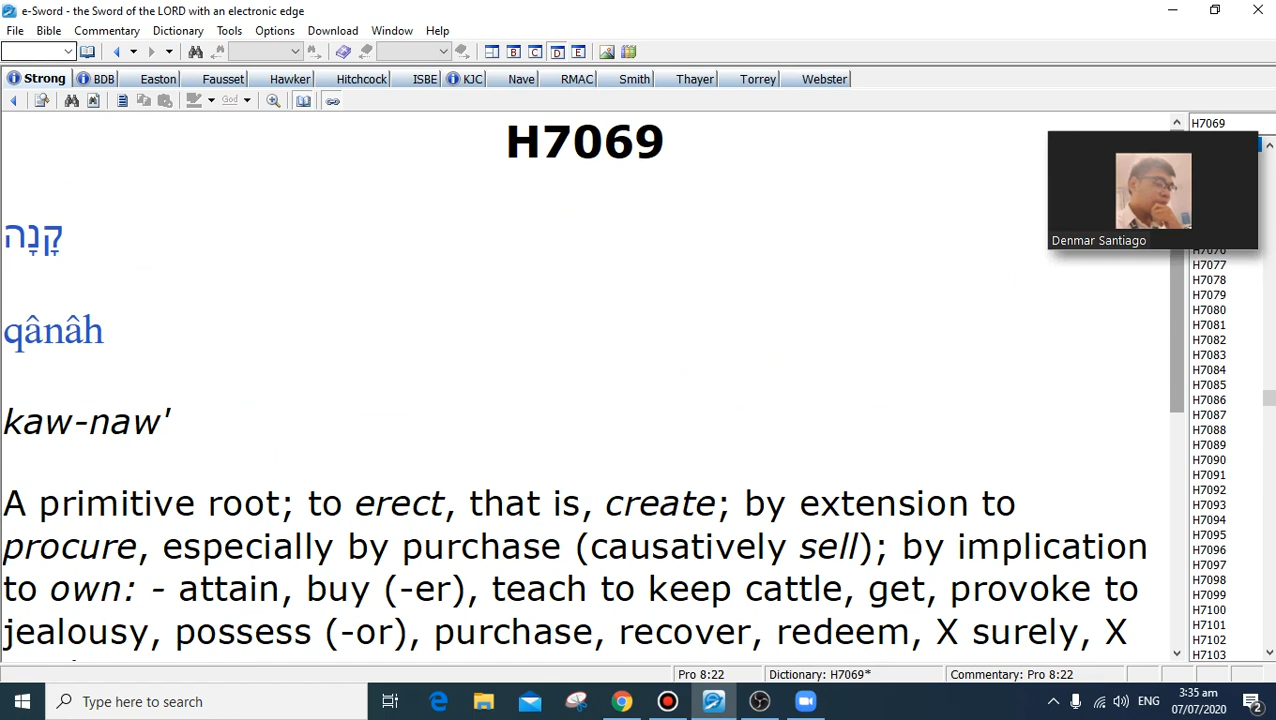 e-Sword - the Sword of the LORD with an electronic edge
File Bible Commentary Dictionary Tools Options Download Window Help
B C D E
Strong BDB Easton Fausset Hawker Hitchcock ISBE KJC Nave RMAC Smith Thayer Torrey Webster
God
H7069
H7069
קָנָה
qânâh
kaw-naw'
A primitive root; to erect, that is, create; by extension to
procure, especially by purchase (causatively sell); by implication
to own: - attain, buy (-er), teach to keep cattle, get, provoke to
jealousy, possess (-or), purchase, recover, redeem, X surely, X
Denmar Santiago
H7076
H7077
H7078
H7079
H7080
H7081
H7082
H7083
H7084
H7085
H7086
H7087
H7088
H7089
H7090
H7091
H7092
H7093
H7094
H7095
H7096
H7097
H7098
H7099
H7100
H7101
H7102
H7103
Pro 8:22 Dictionary: H7069* Commentary: Pro 8:22
Type here to search
ENG
3:35 am
07/07/2020
2